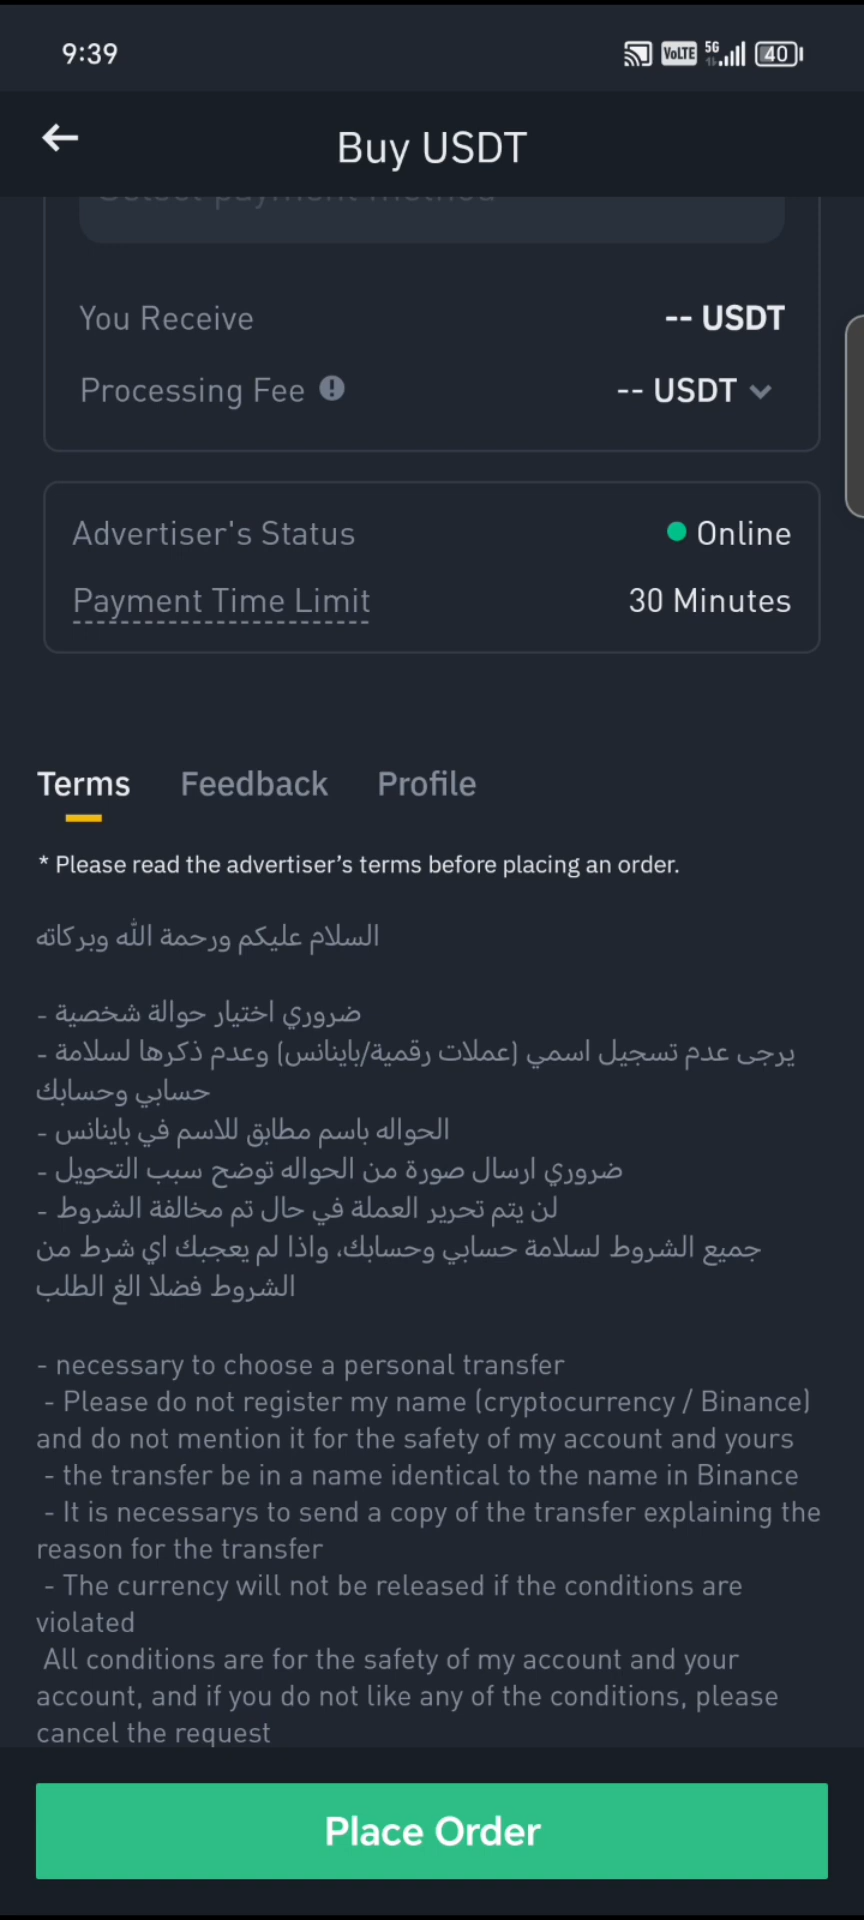 9:39
VoLTE 5G 40
Buy USDT
Select payment method
You Receive -- USDT
Processing Fee -- USDT
Advertiser's Status Online
Payment Time Limit 30 Minutes
Terms Feedback Profile
* Please read the advertiser's terms before placing an order.
السلام عليكم ورحمة الله وبركاته
- ضروري اختيار حوالة شخصية
- يرجى عدم تسجيل اسمي (عملات رقمية/باينانس) وعدم ذكرها لسلامة
حسابي وحسابك
- الحواله باسم مطابق للاسم في باينانس
- ضروري ارسال صورة من الحواله توضح سبب التحويل
- لن يتم تحرير العملة في حال تم مخالفة الشروط
جميع الشروط لسلامة حسابي وحسابك، واذا لم يعجبك اي شرط من
الشروط فضلا الغ الطلب
- necessary to choose a personal transfer
- Please do not register my name (cryptocurrency / Binance)
and do not mention it for the safety of my account and yours
- the transfer be in a name identical to the name in Binance
- It is necessarys to send a copy of the transfer explaining the
reason for the transfer
- The currency will not be released if the conditions are
violated
All conditions are for the safety of my account and your
account, and if you do not like any of the conditions, please
cancel the request
Place Order